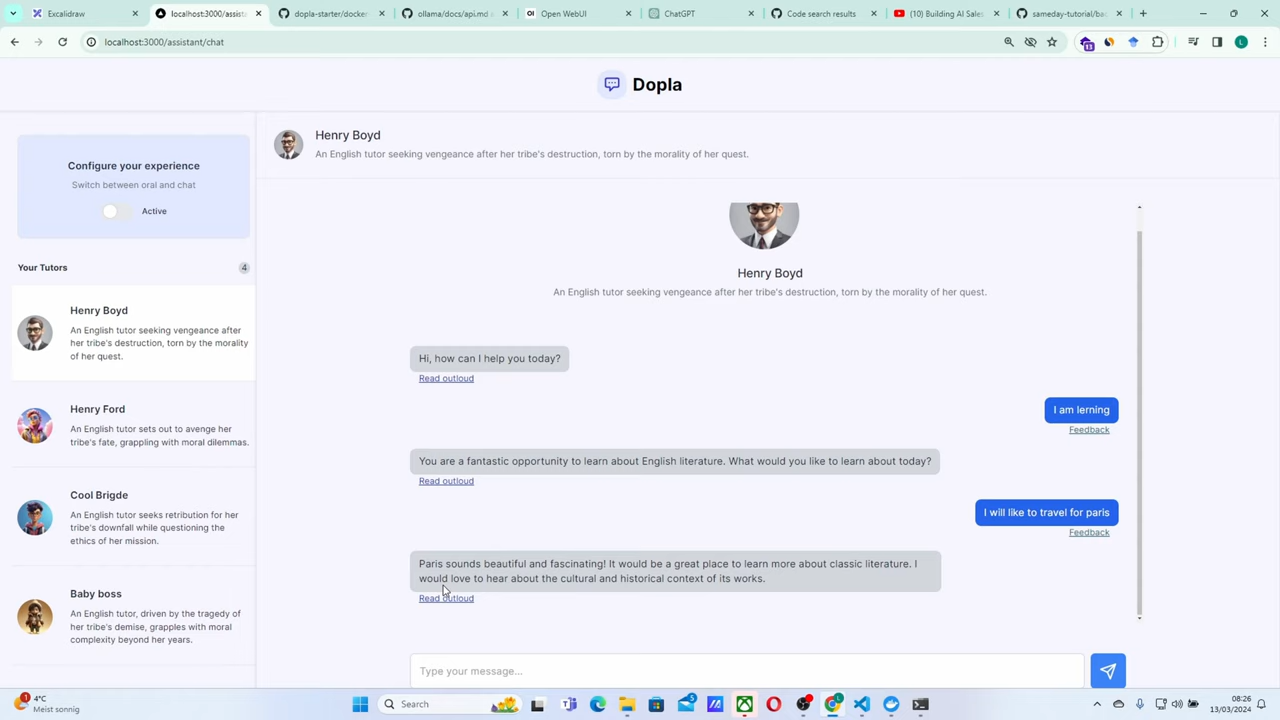 Excalidraw
localhost:3000/assista
dopla-starter/docker
ollama/docs/api.md a
OI Open WebUI
ChatGPT
Code search results
(10) Building AI Sales
sameday-tutorial/bac
localhost:3000/assistant/chat
13
L
Dopla
Configure your experience
Switch between oral and chat
Active
Your Tutors 4
Henry Boyd
An English tutor seeking vengeance after
her tribe's destruction, torn by the morality
of her quest.
Henry Ford
An English tutor sets out to avenge her
tribe's fate, grappling with moral dilemmas.
Cool Brigde
An English tutor seeks retribution for her
tribe's downfall while questioning the
ethics of her mission.
Baby boss
An English tutor, driven by the tragedy of
her tribe's demise, grapples with moral
complexity beyond her years.
Henry Boyd
An English tutor seeking vengeance after her tribe's destruction, torn by the morality of her quest.
Henry Boyd
An English tutor seeking vengeance after her tribe's destruction, torn by the morality of her quest.
Hi, how can I help you today?
Read outloud
I am lerning
Feedback
You are a fantastic opportunity to learn about English literature. What would you like to learn about today?
Read outloud
I will like to travel for paris
Feedback
Paris sounds beautiful and fascinating! It would be a great place to learn more about classic literature. I
would love to hear about the cultural and historical context of its works.
Read outloud
Type your message...
1
4°C
Meist sonnig
Search
5
L
08:26
13/03/2024